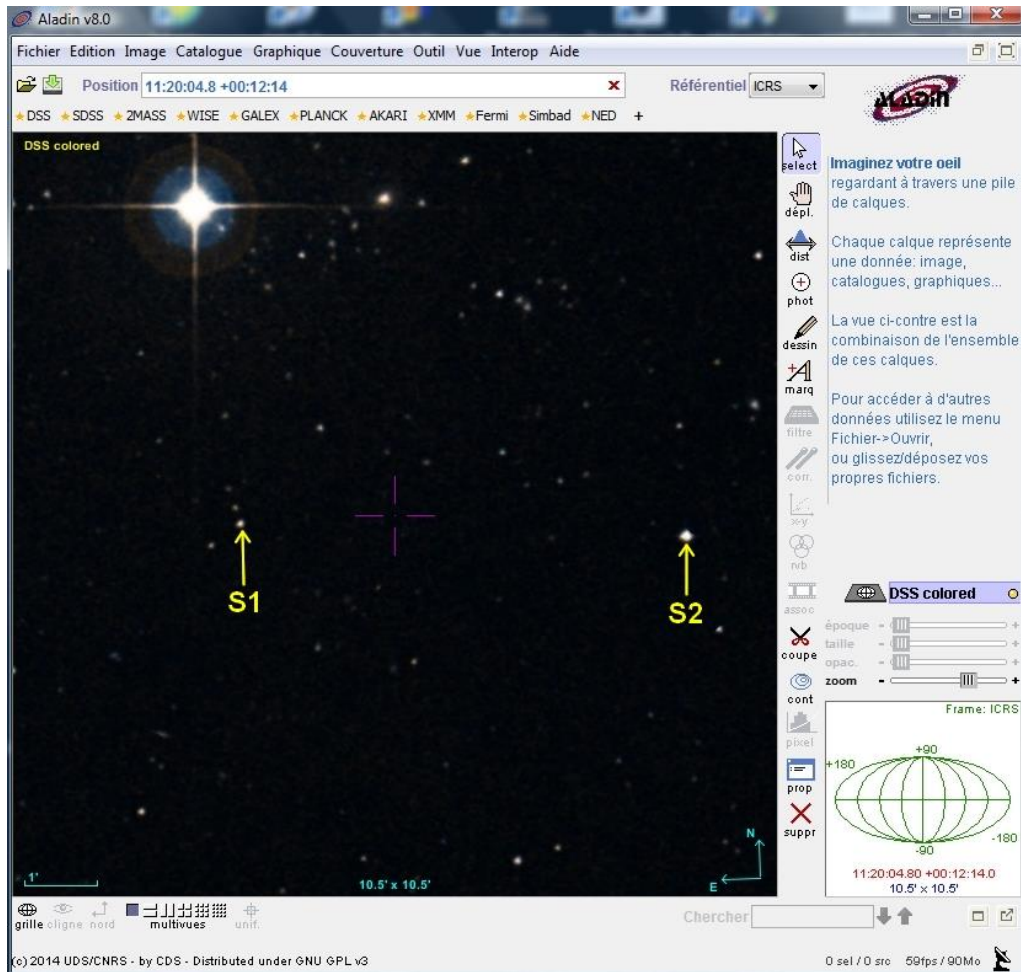 Aladin v8.0
Fichier Edition Image Catalogue Graphique Couverture Outil Vue Interop Aide
Position 11:20:04.8 +00:12:14
Référentiel ICRS
ALADin
DSS SDSS 2MASS WISE GALEX PLANCK AKARI XMM Fermi Simbad NED +
DSS colored
S1
S2
1'
10.5' x 10.5'
N
E
select
dépl.
dist
phot
dessin
marq
filtre
corr.
x-y
nrb
assoc
coupe
cont
pixel
prop
suppr
Imaginez votre oeil
regardant à travers une pile
de calques.
Chaque calque représente
une donnée: image,
catalogues, graphiques...
La vue ci-contre est la
combinaison de l'ensemble
de ces calques.
Pour accéder à d'autres
données utilisez le menu
Fichier->Ouvrir,
ou glissez/déposez vos
propres fichiers.
DSS colored
époque - +
taille - +
opac. - +
zoom - +
Frame: ICRS
+90
+180
-180
-90
11:20:04.80 +00:12:14.0
10.5' x 10.5'
grille cligne nord multivues unif.
Chercher
(c) 2014 UDS/CNRS - by CDS - Distributed under GNU GPL v3
0 sel / 0 src 59fps / 90Mo